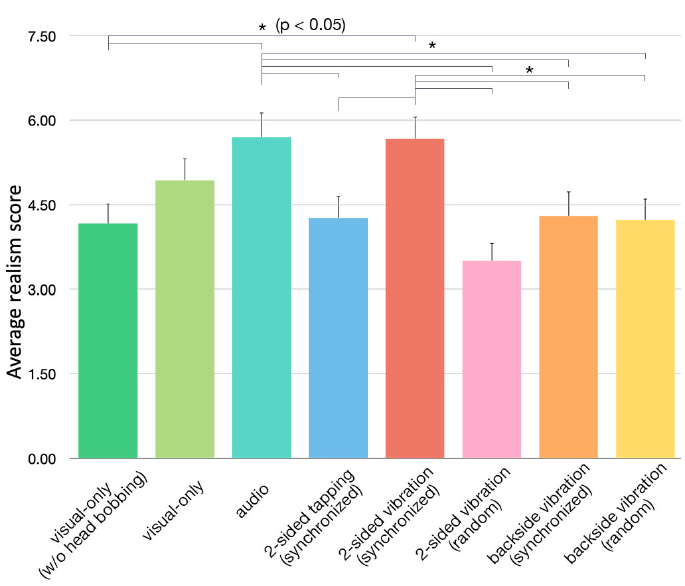 * (p < 0.05)
*
*
7.50
6.00
4.50
3.00
1.50
0.00
Average realism score
visual-only
(w/o head bobbing)
visual-only
audio
2-sided tapping
(synchronized)
2-sided vibration
(synchronized)
2-sided vibration
(random)
backside vibration
(synchronized)
backside vibration
(random)